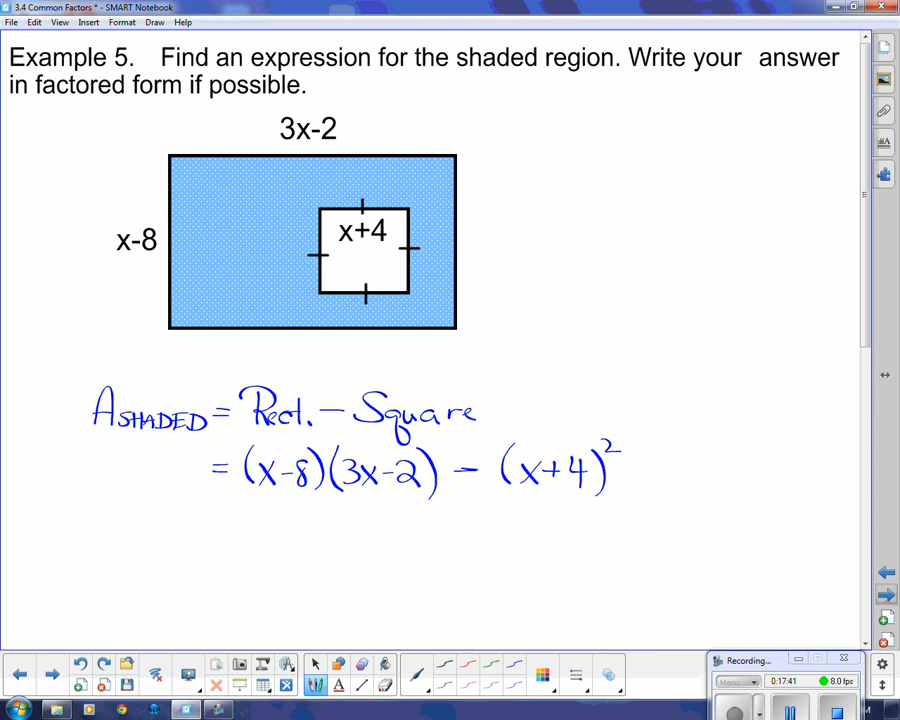 3.4 Common Factors * - SMART Notebook
File Edit View Insert Format Draw Help
Example 5. Find an expression for the shaded region. Write your answer
in factored form if possible.
3x-2
x-8
x+4
A SHADED = Rect. - Square
= (x-8)(3x-2) - (x+4)²
Recording...
Menu
0:17:41
8.0 fps